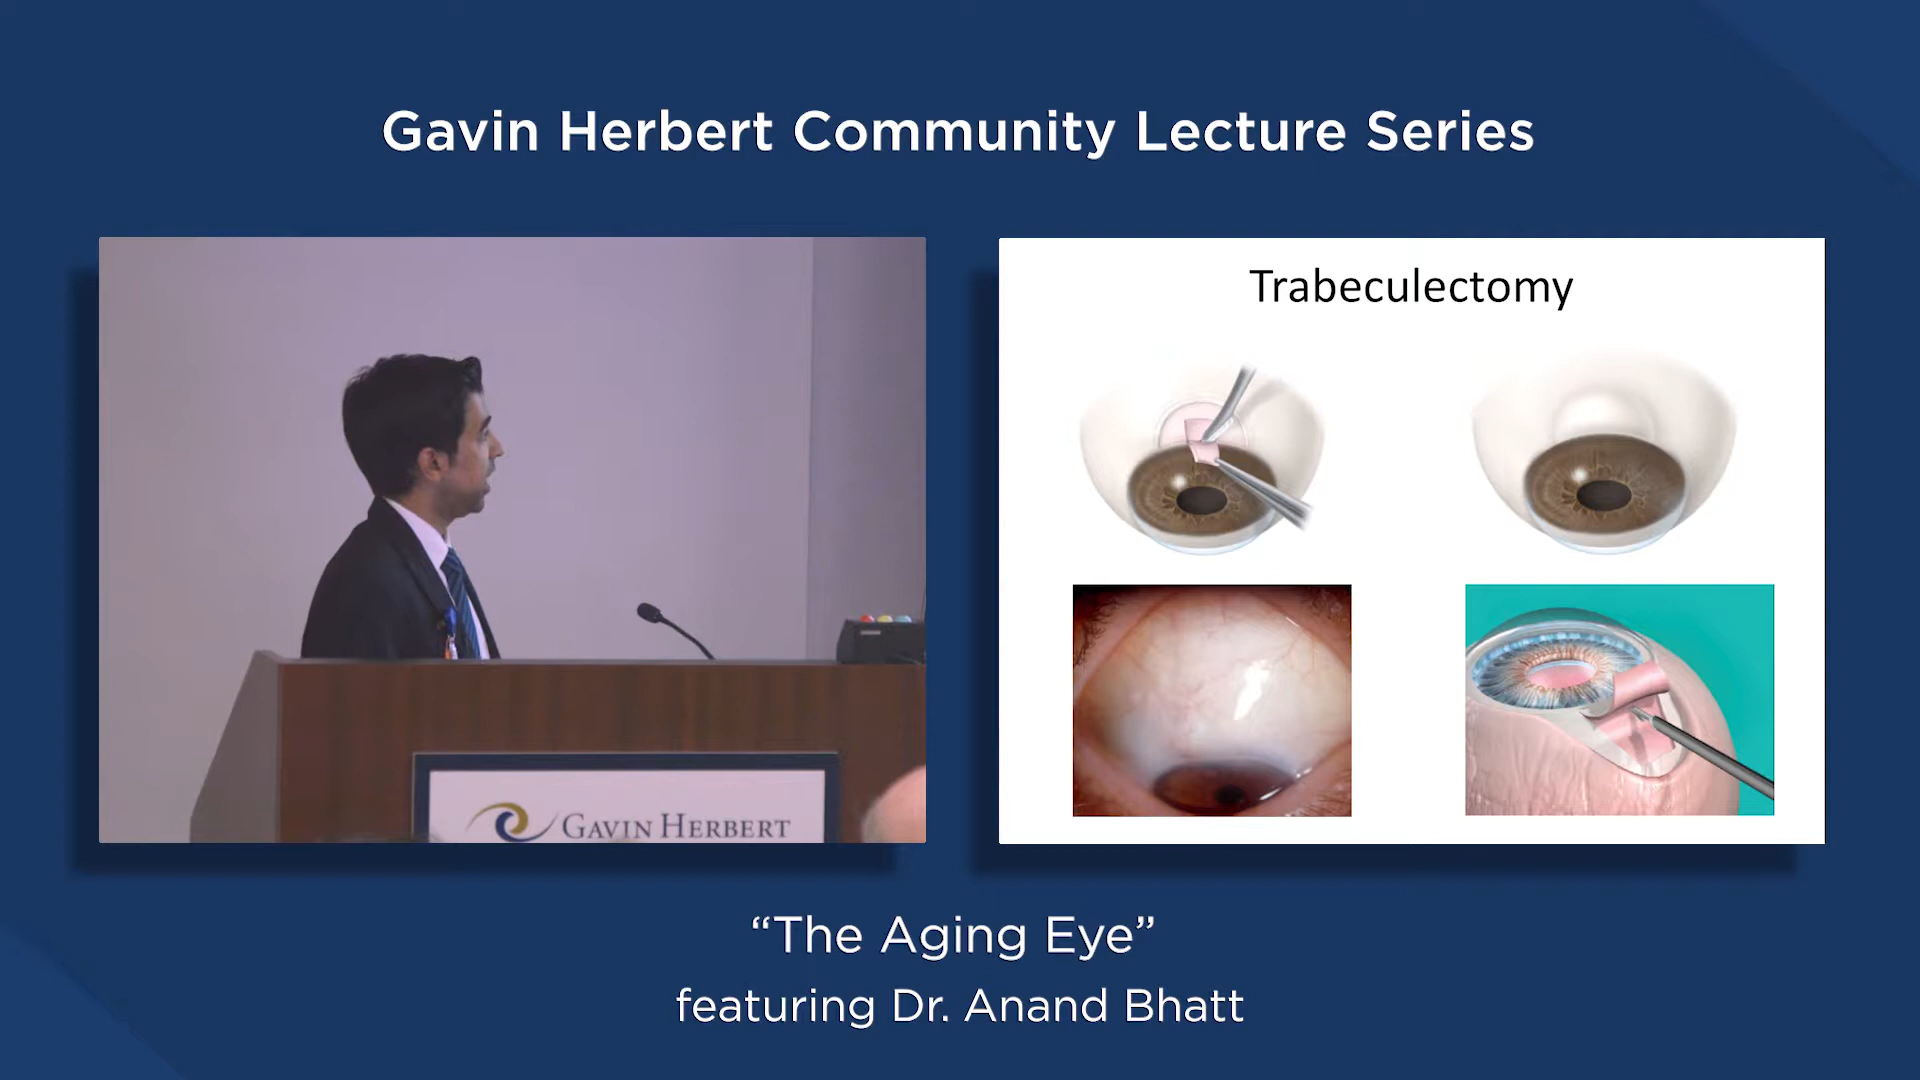 Gavin Herbert Community Lecture Series
Trabeculectomy
GAVIN HERBERT
“The Aging Eye”
featuring Dr. Anand Bhatt